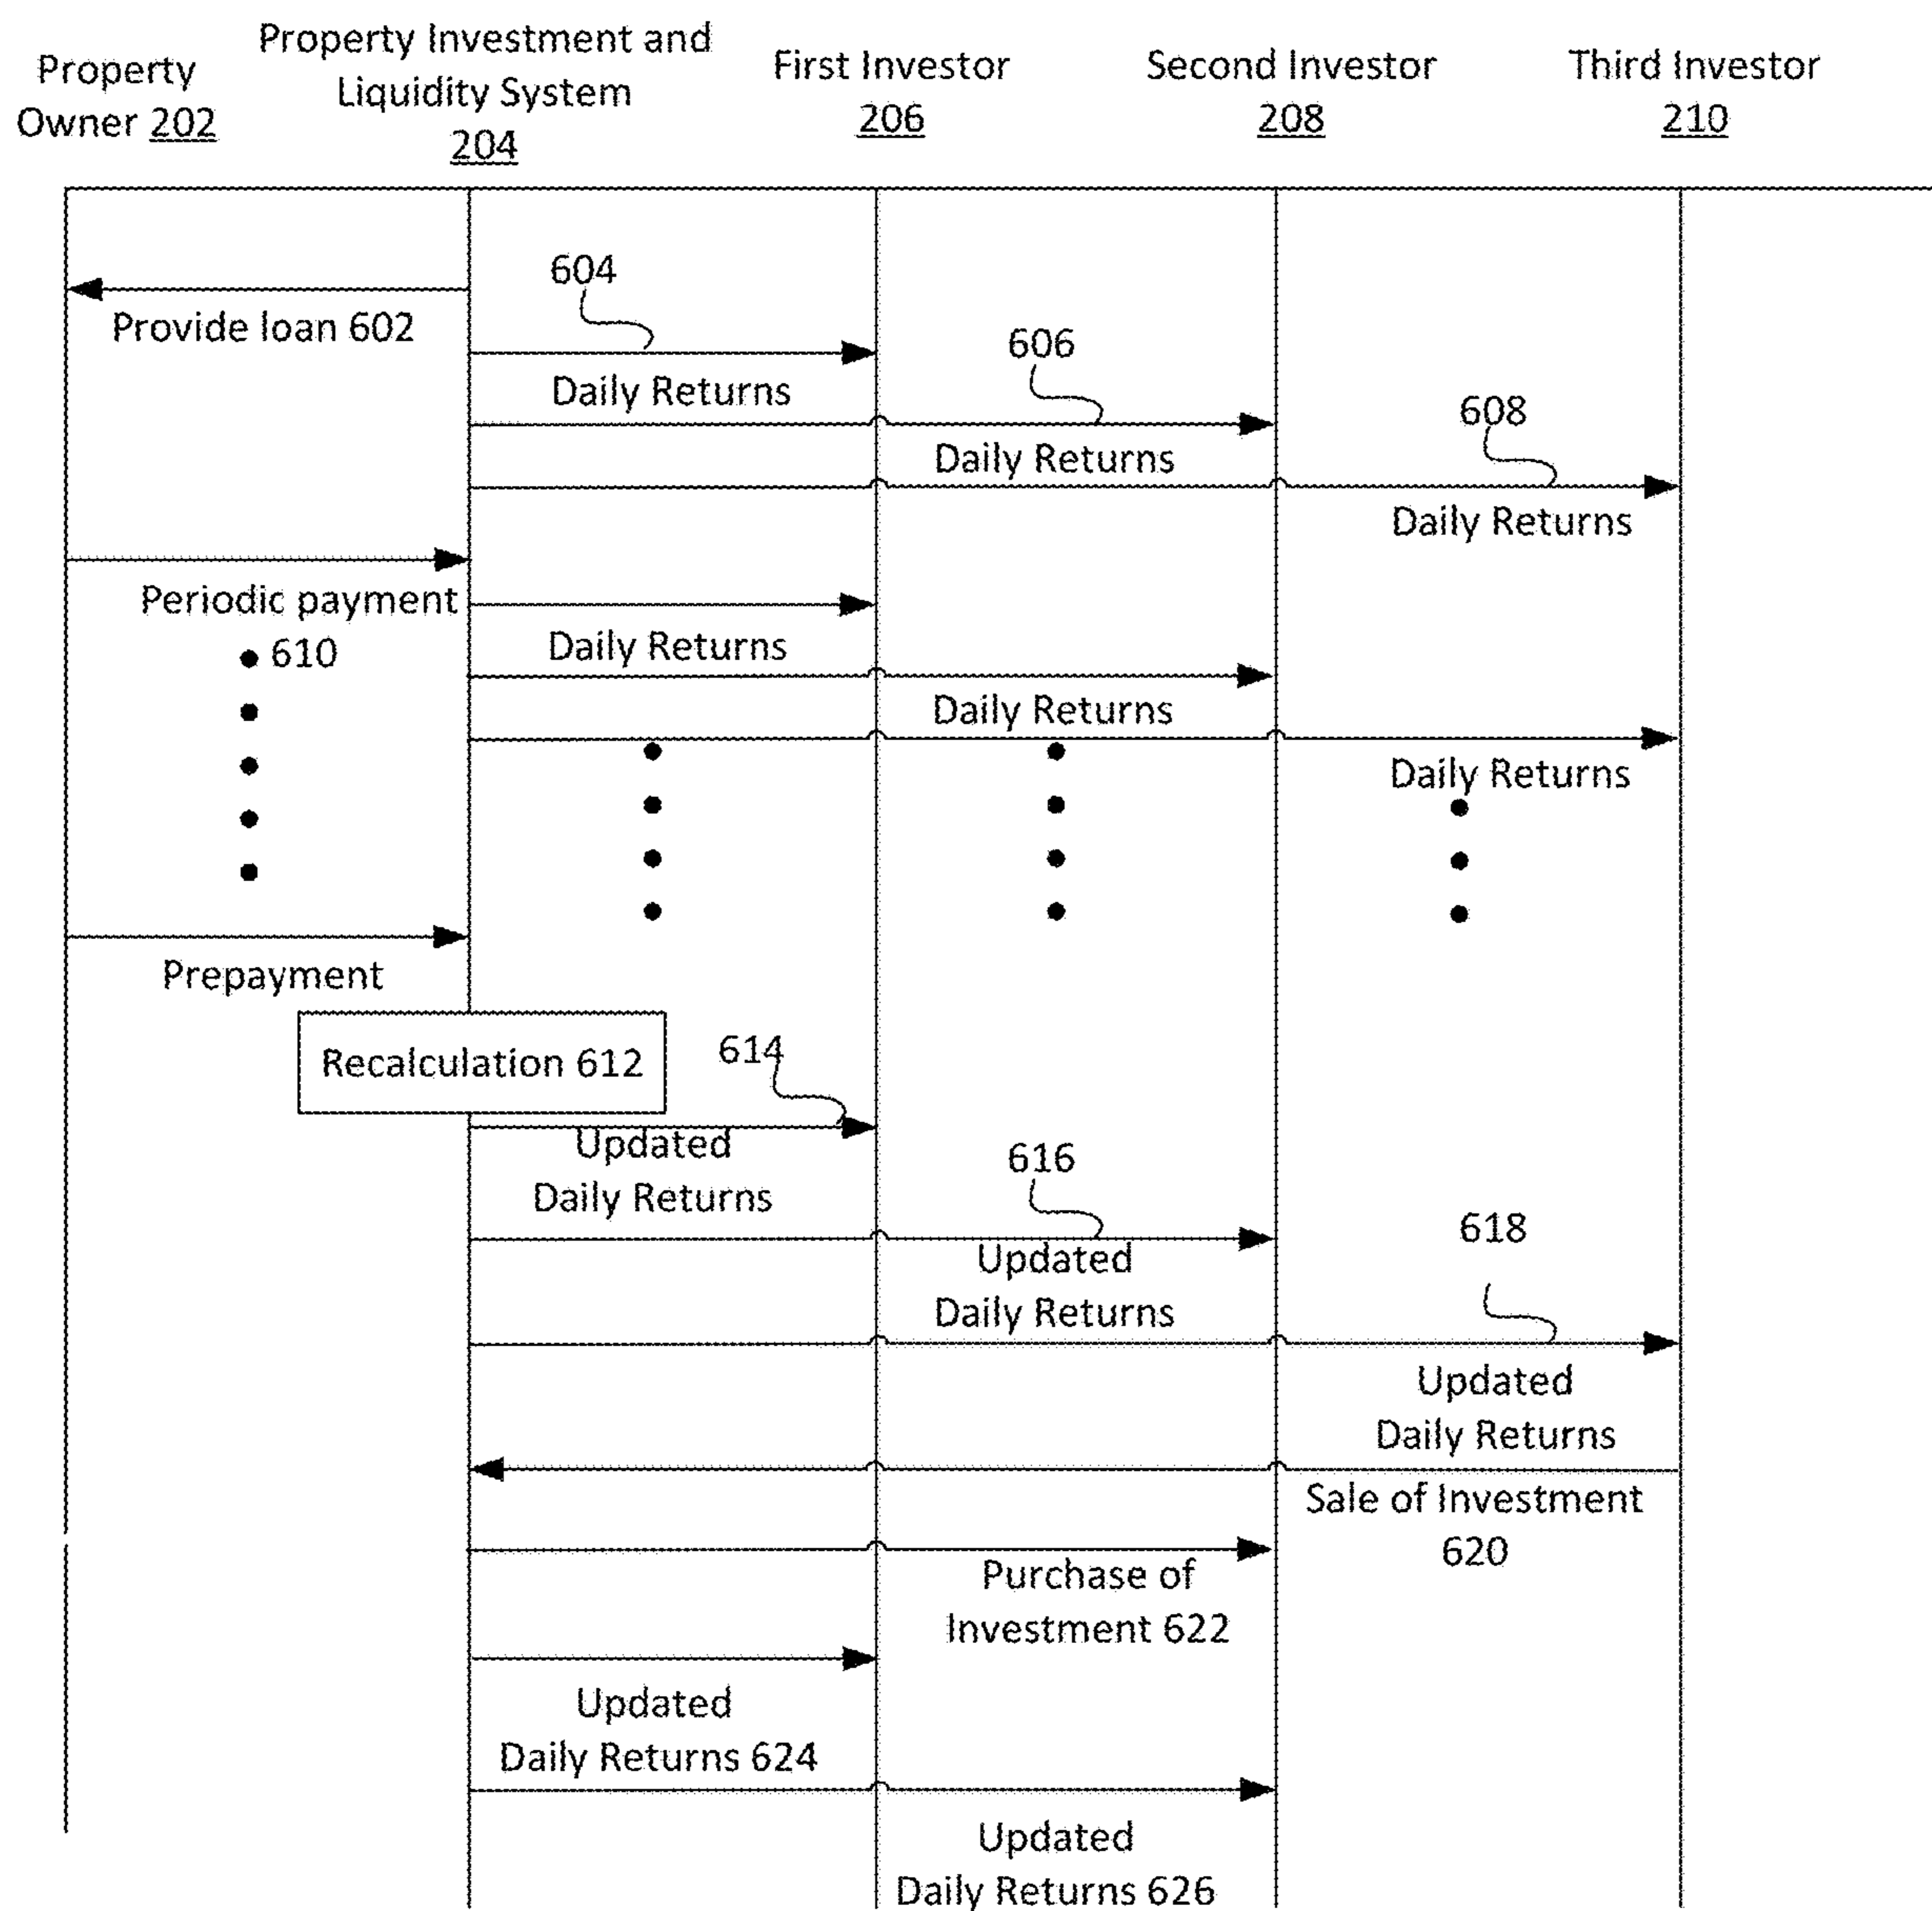 Property
Owner 202
Property Investment and
Liquidity System
204
First Investor
206
Second Investor
208
Third Investor
210
604
Provide loan 602
606
Daily Returns
608
Daily Returns
Daily Returns
Periodic payment
610
Daily Returns
Daily Returns
Daily Returns
Prepayment
Recalculation 612
614
Updated
Daily Returns
616
618
Updated
Daily Returns
Updated
Daily Returns
Sale of Investment
620
Purchase of
Investment 622
Updated
Daily Returns 624
Updated
Daily Returns 626